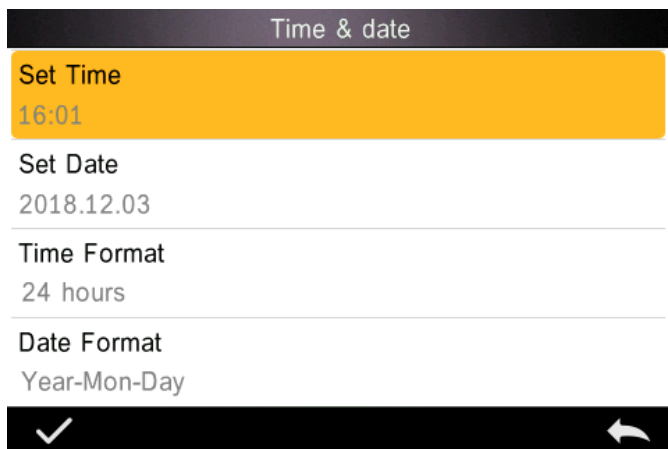 Time & date
Set Time
16:01
Set Date
2018.12.03
Time Format
24 hours
Date Format
Year-Mon-Day